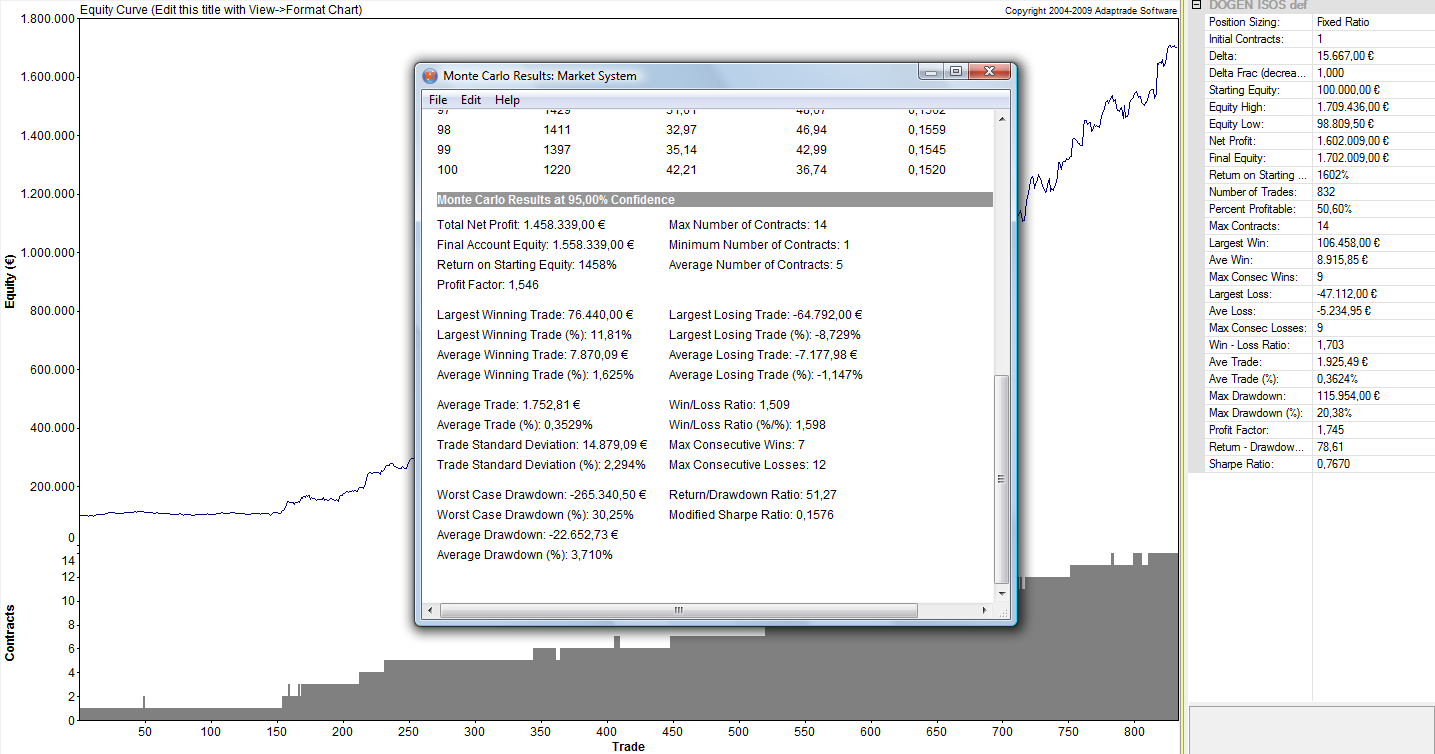 Equity Curve (Edit this title with View->Format Chart)
Copyright 2004-2009 Adaptrade Software
1.800.000
1.600.000
1.400.000
1.200.000
1.000.000
800.000
600.000
400.000
200.000
0
Equity (€)
14
12
10
8
6
4
2
0
Contracts
50
100
150
200
250
300
350
400
450
500
550
600
650
700
750
800
Trade
Monte Carlo Results: Market System
File Edit Help
97 1429 31,01 48,07 0,1562
98 1411 32,97 46,94 0,1559
99 1397 35,14 42,99 0,1545
100 1220 42,21 36,74 0,1520
Monte Carlo Results at 95,00% Confidence
Total Net Profit: 1.458.339,00 € Max Number of Contracts: 14
Final Account Equity: 1.558.339,00 € Minimum Number of Contracts: 1
Return on Starting Equity: 1458% Average Number of Contracts: 5
Profit Factor: 1,546
Largest Winning Trade: 76.440,00 € Largest Losing Trade: -64.792,00 €
Largest Winning Trade (%): 11,81% Largest Losing Trade (%): -8,729%
Average Winning Trade: 7.870,09 € Average Losing Trade: -7.177,98 €
Average Winning Trade (%): 1,625% Average Losing Trade (%): -1,147%
Average Trade: 1.752,81 € Win/Loss Ratio: 1,509
Average Trade (%): 0,3529% Win/Loss Ratio (%/%): 1,598
Trade Standard Deviation: 14.879,09 € Max Consecutive Wins: 7
Trade Standard Deviation (%): 2,294% Max Consecutive Losses: 12
Worst Case Drawdown: -265.340,50 € Return/Drawdown Ratio: 51,27
Worst Case Drawdown (%): 30,25% Modified Sharpe Ratio: 0,1576
Average Drawdown: -22.652,73 €
Average Drawdown (%): 3,710%
DOGEN ISOS def
Position Sizing: Fixed Ratio
Initial Contracts: 1
Delta: 15.667,00 €
Delta Frac (decrea... 1,000
Starting Equity: 100.000,00 €
Equity High: 1.709.436,00 €
Equity Low: 98.809,50 €
Net Profit: 1.602.009,00 €
Final Equity: 1.702.009,00 €
Return on Starting ... 1602%
Number of Trades: 832
Percent Profitable: 50,60%
Max Contracts: 14
Largest Win: 106.458,00 €
Ave Win: 8.915,85 €
Max Consec Wins: 9
Largest Loss: -47.112,00 €
Ave Loss: -5.234,95 €
Max Consec Losses: 9
Win - Loss Ratio: 1,703
Ave Trade: 1.925,49 €
Ave Trade (%): 0,3624%
Max Drawdown: 115.954,00 €
Max Drawdown (%): 20,38%
Profit Factor: 1,745
Return - Drawdow... 78,61
Sharpe Ratio: 0,7670